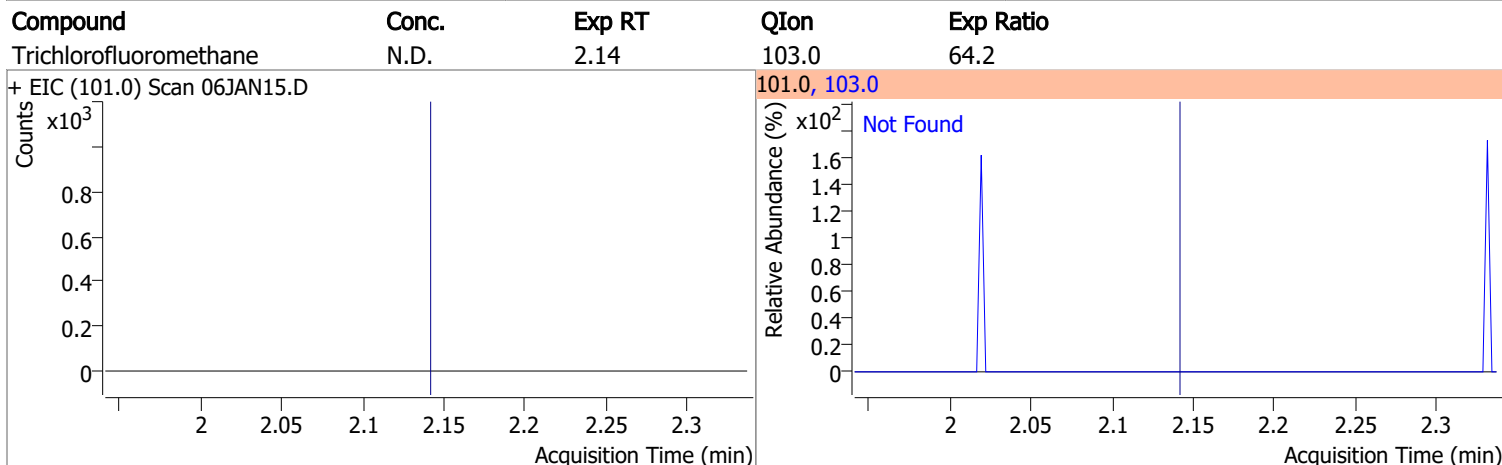 Compound Conc. Exp RT QIon Exp Ratio
Trichlorofluoromethane N.D. 2.14 103.0 64.2
+ EIC (101.0) Scan 06JAN15.D
Counts
x10³
0.8
0.6
0.4
0.2
0
2 2.05 2.1 2.15 2.2 2.25 2.3
Acquisition Time (min)
101.0, 103.0
Relative Abundance (%)
x10²
Not Found
1.6
1.4
1.2
1
0.8
0.6
0.4
0.2
0
2 2.05 2.1 2.15 2.2 2.25 2.3
Acquisition Time (min)